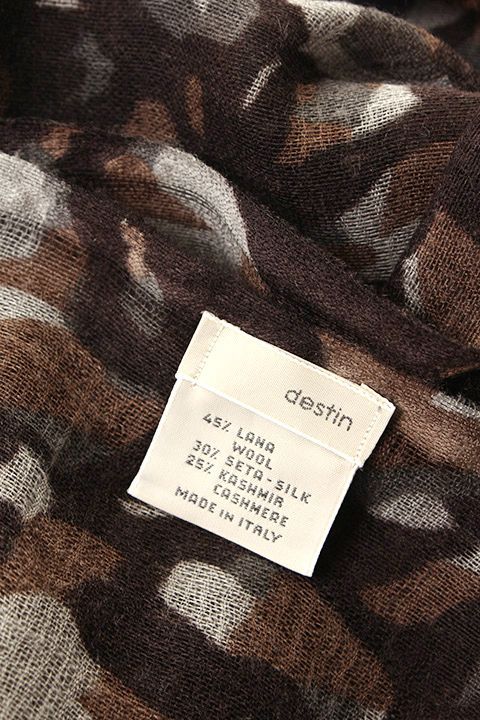 destin
45% LANA
WOOL
30% SETA-SILK
25% KASHMIR
CASHMERE
MADE IN ITALY